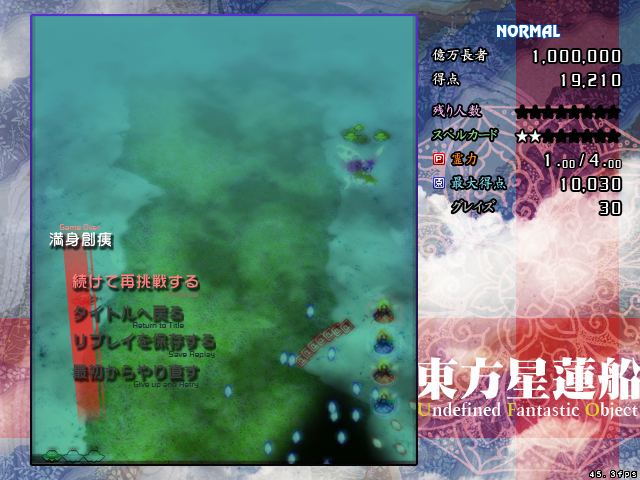 NORMAL
億万長者 1,000,000
得点 19,210
残り人数
スペルカード
P 霊力 1.00/4.00
点 最大得点 10,030
グレイズ 30
Game Over
満身創痍
続けて再挑戦する
タイトルへ戻る
Return to Title
リプレイを保存する
Save Replay
最初からやり直す
Give up and Retry
東方星蓮船
Undefined Fantastic Object
45.3fps